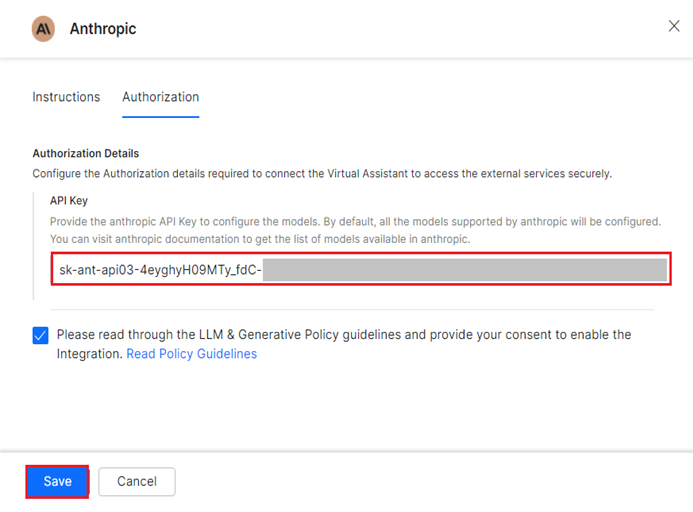 Anthropic
Instructions
Authorization
Authorization Details
Configure the Authorization details required to connect the Virtual Assistant to access the external services securely.
API Key
Provide the anthropic API Key to configure the models. By default, all the models supported by anthropic will be configured.
You can visit anthropic documentation to get the list of models available in anthropic.
sk-ant-api03-4eyghyH09MTy_fdC-
Please read through the LLM & Generative Policy guidelines and provide your consent to enable the
Integration. Read Policy Guidelines
Save
Cancel